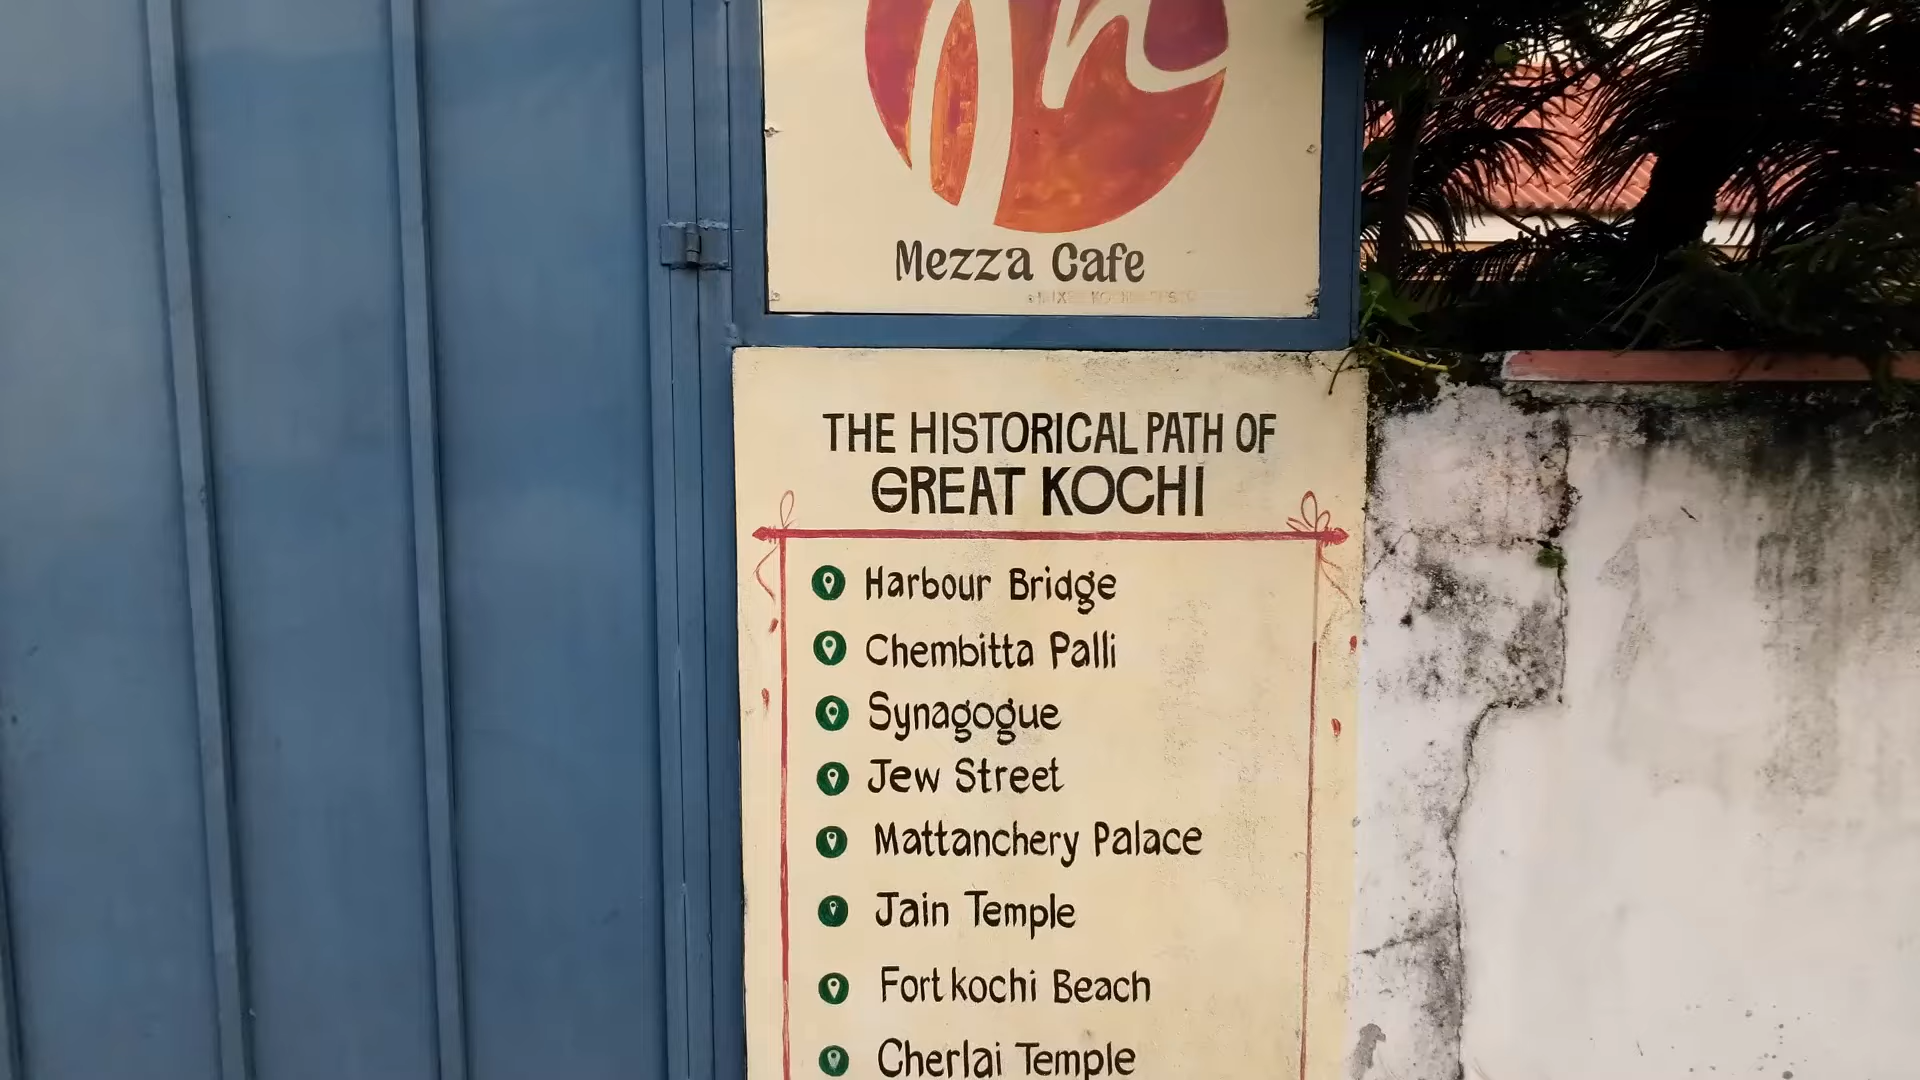 Mezza Cafe
THE HISTORICAL PATH OF
GREAT KOCHI
Harbour Bridge
Chembitta Palli
Synagogue
Jew Street
Mattanchery Palace
Jain Temple
Fort kochi Beach
Cherlai Temple